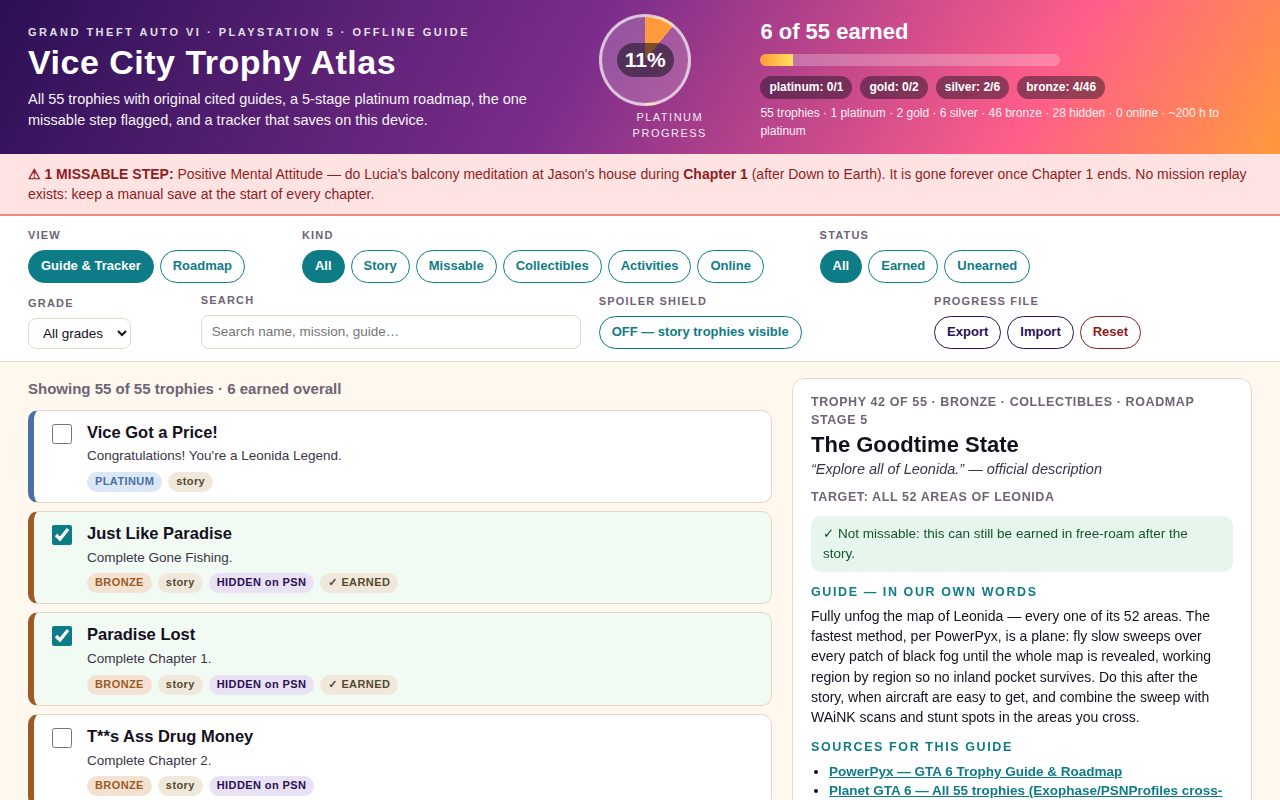 GRAND THEFT AUTO VI · PLAYSTATION 5 · OFFLINE GUIDE
Vice City Trophy Atlas
All 55 trophies with original cited guides, a 5-stage platinum roadmap, the one
missable step flagged, and a tracker that saves on this device.
11%
PLATINUM
PROGRESS
6 of 55 earned
platinum: 0/1 gold: 0/2 silver: 2/6 bronze: 4/46
55 trophies · 1 platinum · 2 gold · 6 silver · 46 bronze · 28 hidden · 0 online · ~200 h to
platinum
⚠ 1 MISSABLE STEP: Positive Mental Attitude — do Lucia's balcony meditation at Jason's house during Chapter 1 (after Down to Earth). It is gone forever once Chapter 1 ends. No mission replay
exists: keep a manual save at the start of every chapter.
VIEW
Guide & Tracker Roadmap
KIND
All Story Missable Collectibles Activities Online
STATUS
All Earned Unearned
GRADE
All grades
SEARCH
Search name, mission, guide…
SPOILER SHIELD
OFF — story trophies visible
PROGRESS FILE
Export Import Reset
Showing 55 of 55 trophies · 6 earned overall
Vice Got a Price!
Congratulations! You're a Leonida Legend.
PLATINUM story
Just Like Paradise
Complete Gone Fishing.
BRONZE story HIDDEN on PSN ✓ EARNED
Paradise Lost
Complete Chapter 1.
BRONZE story HIDDEN on PSN ✓ EARNED
T**s Ass Drug Money
Complete Chapter 2.
BRONZE story HIDDEN on PSN
TROPHY 42 OF 55 · BRONZE · COLLECTIBLES · ROADMAP
STAGE 5
The Goodtime State
“Explore all of Leonida.” — official description
TARGET: ALL 52 AREAS OF LEONIDA
✓ Not missable: this can still be earned in free-roam after the
story.
GUIDE — IN OUR OWN WORDS
Fully unfog the map of Leonida — every one of its 52 areas. The
fastest method, per PowerPyx, is a plane: fly slow sweeps over
every patch of black fog until the whole map is revealed, working
region by region so no inland pocket survives. Do this after the
story, when aircraft are easy to get, and combine the sweep with
WAiNK scans and stunt spots in the areas you cross.
SOURCES FOR THIS GUIDE
• PowerPyx — GTA 6 Trophy Guide & Roadmap
• Planet GTA 6 — All 55 trophies (Exophase/PSNProfiles cross-